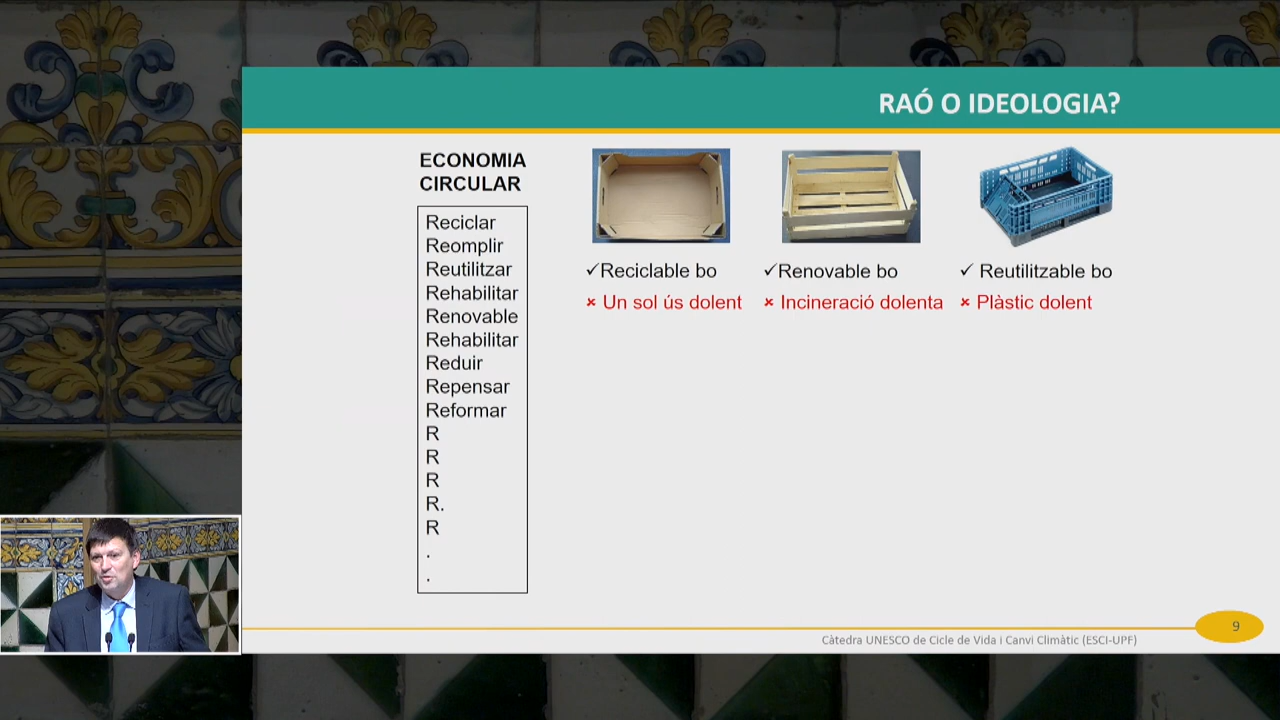 RAÓ O IDEOLOGIA?
ECONOMIA
CIRCULAR
Reciclar
Reomplir
Reutilitzar
Rehabilitar
Renovable
Rehabilitar
Reduir
Repensar
Reformar
R
R
R
R.
R
.
.
✓Reciclable bo
× Un sol ús dolent
✓Renovable bo
× Incineració dolenta
✓ Reutilitzable bo
× Plàstic dolent
Càtedra UNESCO de Cicle de Vida i Canvi Climàtic (ESCI-UPF)
9